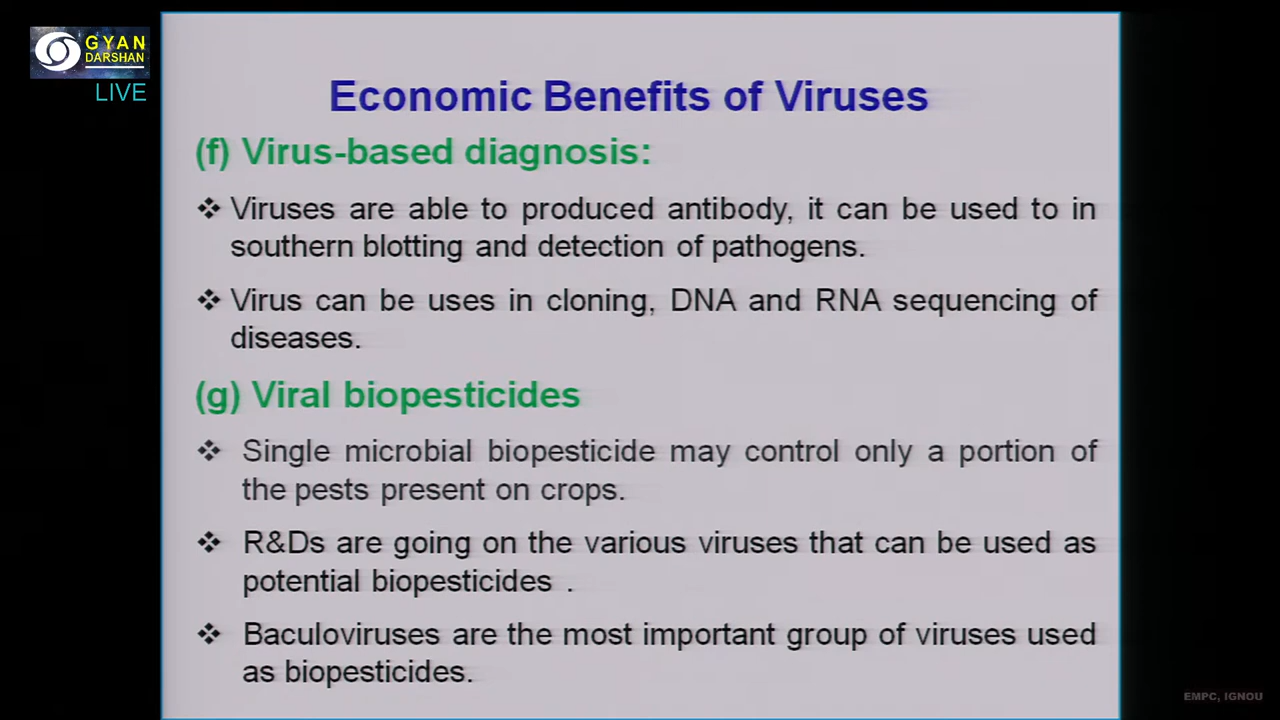 GYAN
DARSHAN
LIVE
Economic Benefits of Viruses
(f) Virus-based diagnosis:
❖ Viruses are able to produced antibody, it can be used to in
southern blotting and detection of pathogens.
❖ Virus can be uses in cloning, DNA and RNA sequencing of
diseases.
(g) Viral biopesticides
❖ Single microbial biopesticide may control only a portion of
the pests present on crops.
❖ R&Ds are going on the various viruses that can be used as
potential biopesticides .
❖ Baculoviruses are the most important group of viruses used
as biopesticides.
EMPC, IGNOU